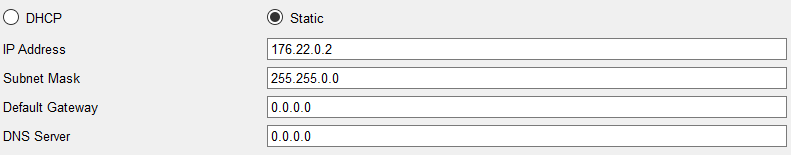 DHCP Static
IP Address 176.22.0.2
Subnet Mask 255.255.0.0
Default Gateway 0.0.0.0
DNS Server 0.0.0.0